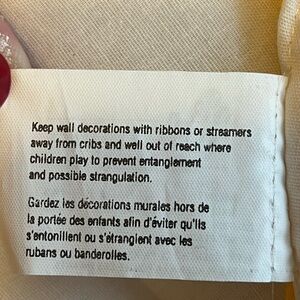 Keep wall decorations with ribbons or streamers
away from cribs and well out of reach where
children play to prevent entanglement
and possible strangulation.
Gardez les décorations murales hors de
la portée des enfants afin d'éviter qu'ils
s'entonillent ou s'étranglent avec les
rubans ou banderolles.